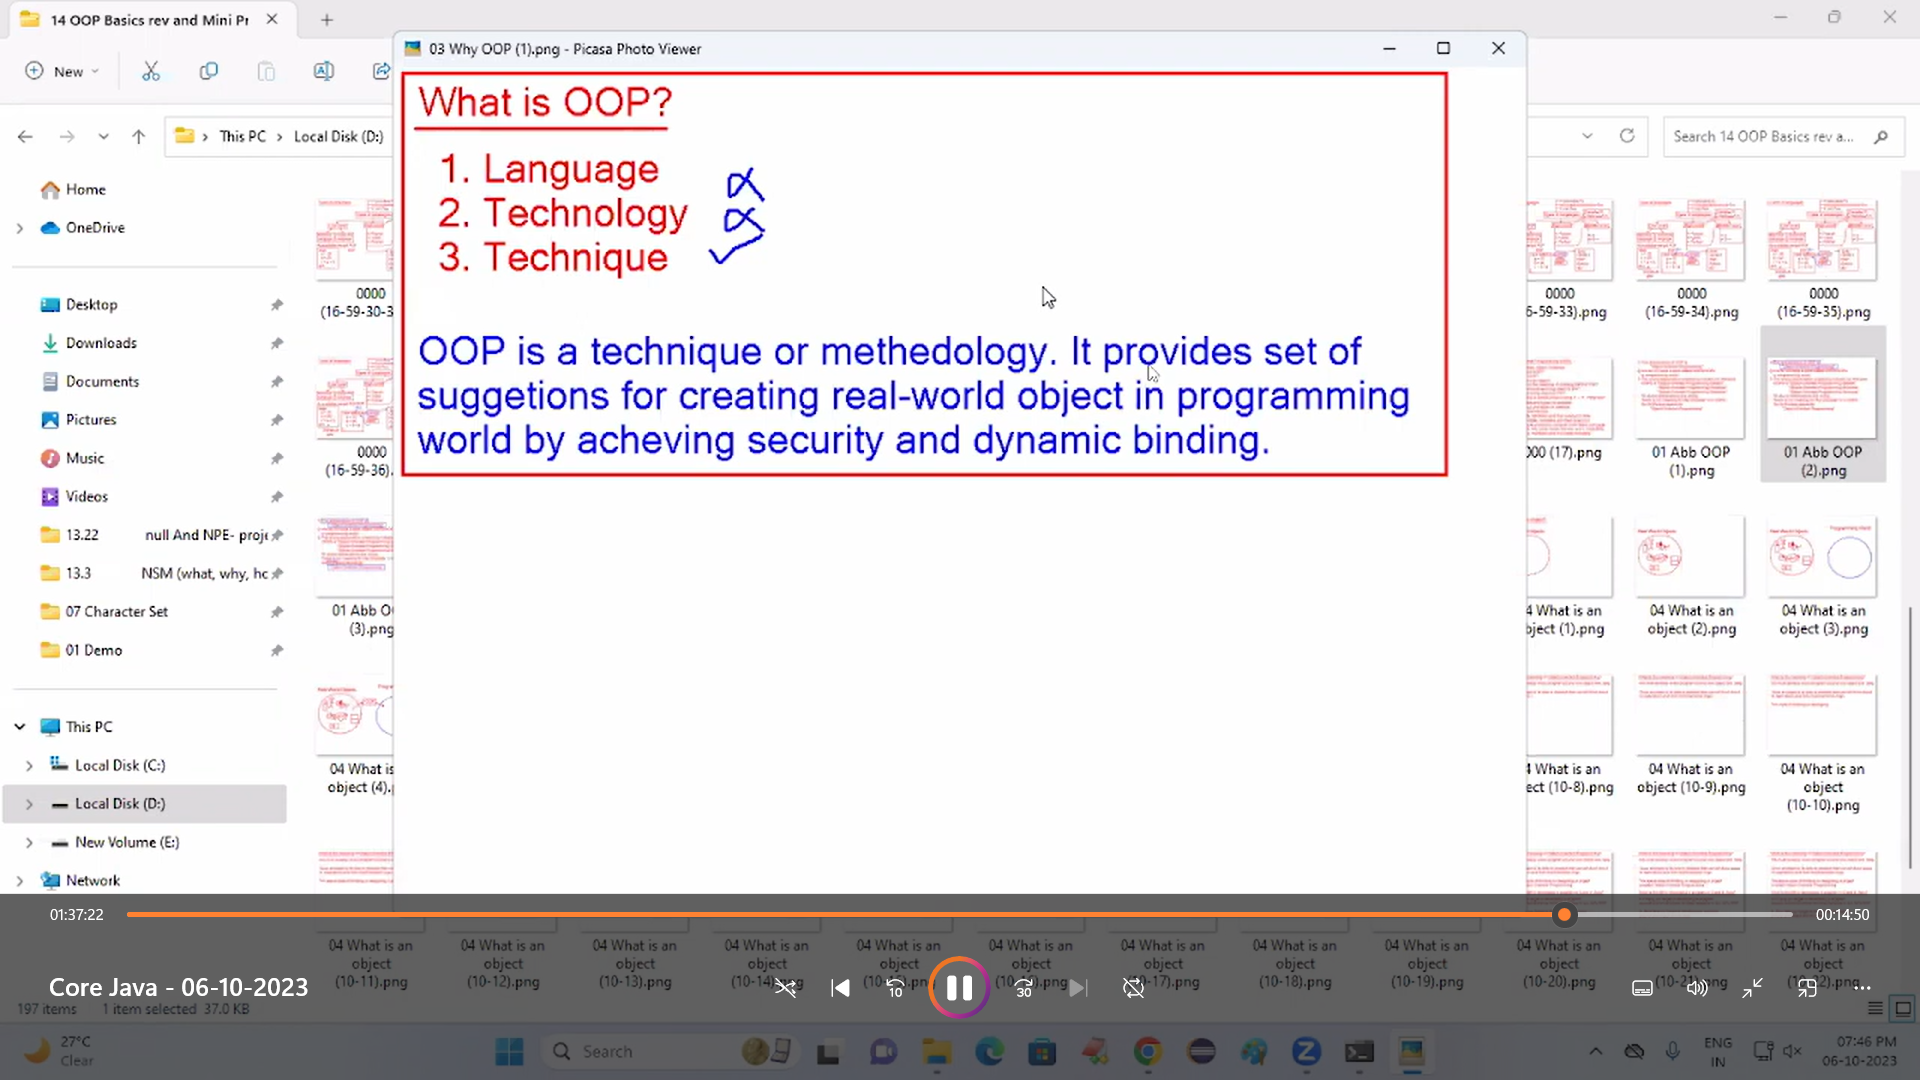 14 OOP Basics rev and Mini Pr
New
03 Why OOP (1).png - Picasa Photo Viewer
This PC > Local Disk (D:)
Search 14 OOP Basics rev a...
What is OOP?
1. Language
2. Technology
3. Technique
OOP is a technique or methedology. It provides set of
suggetions for creating real-world object in programming
world by acheving security and dynamic binding.
Home
OneDrive
Desktop
Downloads
Documents
Pictures
Music
Videos
13.22 null And NPE- proje
13.3 NSM (what, why, hc
07 Character Set
01 Demo
This PC
Local Disk (C:)
Local Disk (D:)
New Volume (E:)
Network
0000
(16-59-30-3
0000
(16-59-36).
01 Abb O
(3).png
04 What is
object (4).
0000
5-59-33).png
0000
(16-59-34).png
0000
(16-59-35).png
(17).png
01 Abb OOP
(1).png
01 Abb OOP
(2).png
4 What is an
bject (1).png
04 What is an
object (2).png
04 What is an
object (3).png
4 What is an
ect (10-8).png
04 What is an
object (10-9).png
04 What is an
object
(10-10).png
01:37:22
00:14:50
04 What is an
object
(10-11).png
04 What is an
object
(10-12).png
04 What is an
object
(10-13).png
04 What is an
object
(10-14)
04 What is an
object
04 What is an
object
04 What is an
object
-17).png
04 What is an
object
(10-18).png
04 What is an
object
(10-19).png
04 What is an
object
(10-20).png
04 What is an
object
04 What is an
object
Core Java - 06-10-2023
10
30
197 items 1 item selected 37.0 KB
27°C
Clear
Search
ENG
IN
07:46 PM
06-10-2023